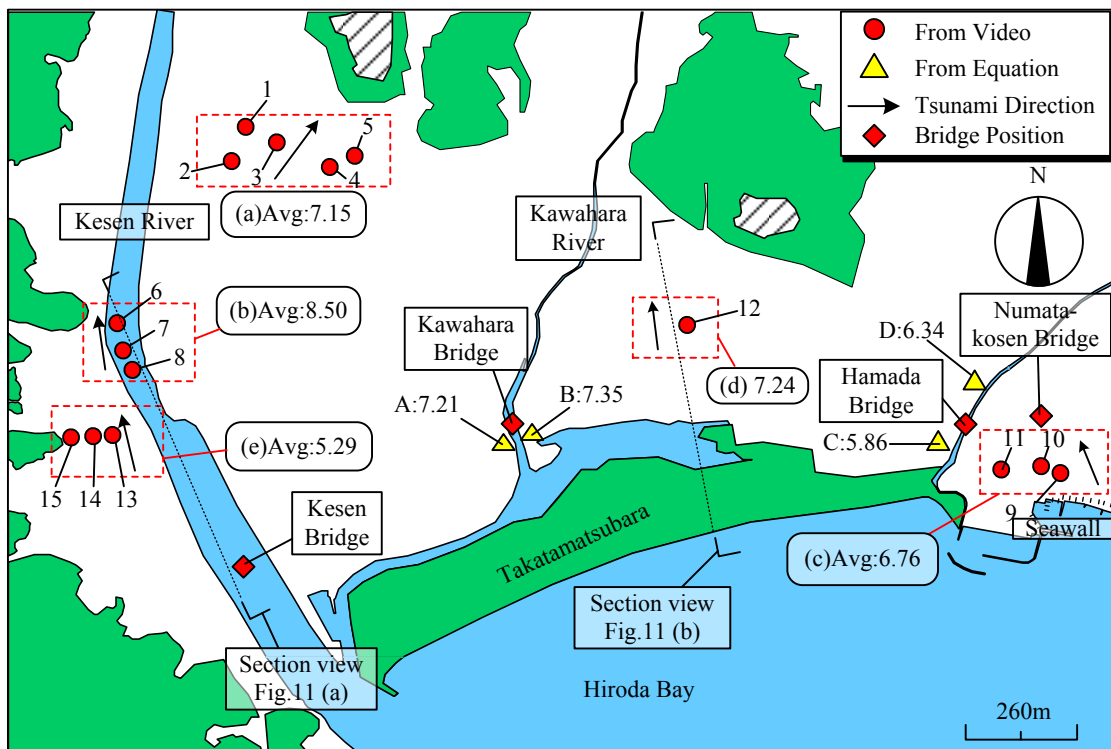 From Video
From Equation
Tsunami Direction
Bridge Position
N
1
2
3
4
5
(a)Avg:7.15
Kesen River
Kawahara
River
6
7
8
(b)Avg:8.50
Kawahara
Bridge
12
(d) 7.24
Numata-
kosen Bridge
D:6.34
Hamada
Bridge
A:7.21
B:7.35
C:5.86
11
10
9
Seawall
(e)Avg:5.29
15
14
13
Kesen
Bridge
Takatamatsubara
(c)Avg:6.76
Section view
Fig.11 (b)
Section view
Fig.11 (a)
Hiroda Bay
260m